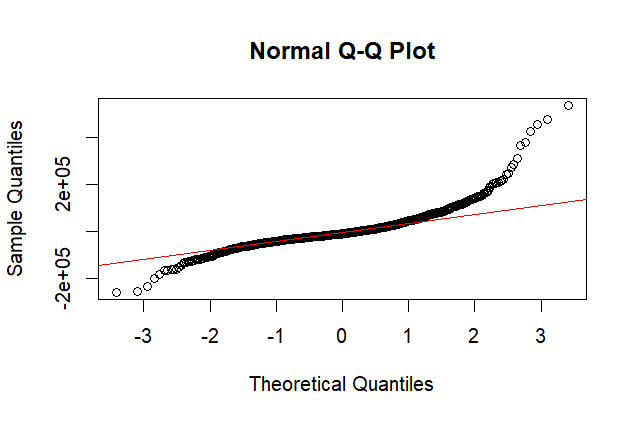 Normal Q-Q Plot
Sample Quantiles
2e+05
-2e+05
-3 -2 -1 0 1 2 3
Theoretical Quantiles